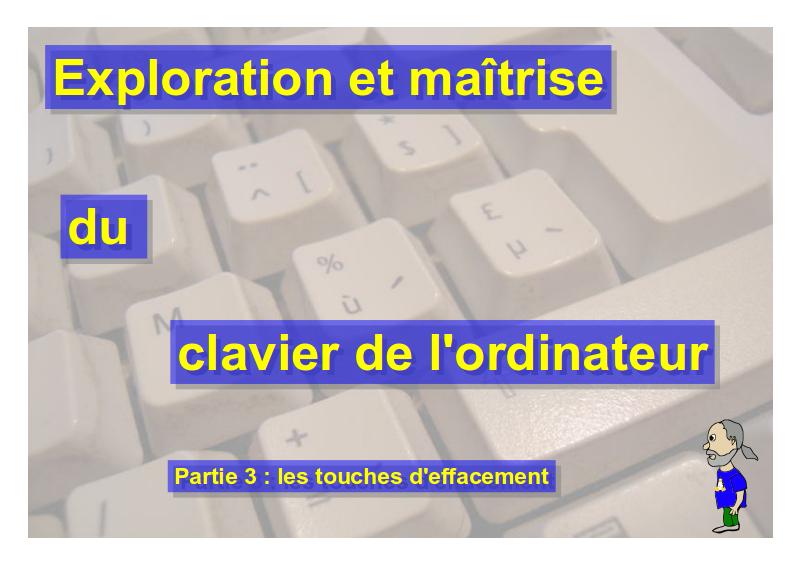 Exploration et maîtrise
du
clavier de l'ordinateur
Partie 3 : les touches d'effacement
* $ ]
¨ ^ [
£ µ `
% ù ´
M
+ =